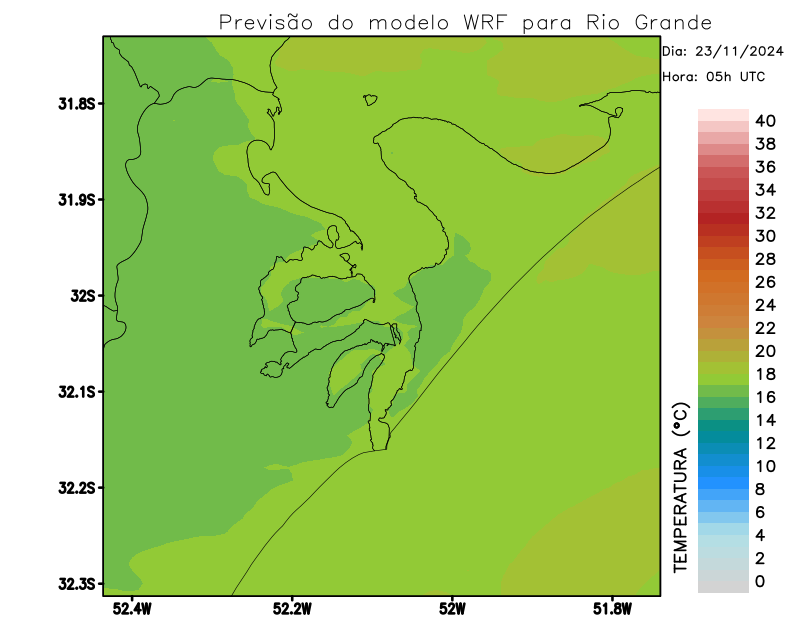 Previsão do modelo WRF para Rio Grande
Dia: 23/11/2024
Hora: 05h UTC
31.8S
31.9S
32S
32.1S
32.2S
32.3S
52.4W
52.2W
52W
51.8W
40
38
36
34
32
30
28
26
24
22
20
18
16
14
12
10
8
6
4
2
0
TEMPERATURA (°C)